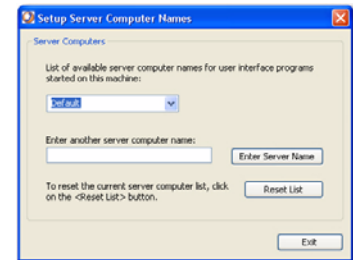 Setup Server Computer Names
Server Computers
List of available server computer names for user interface programs
started on this machine:
Default
Enter another server computer name:
Enter Server Name
To reset the current server computer list, click
on the <Reset List> button.
Reset List
Exit